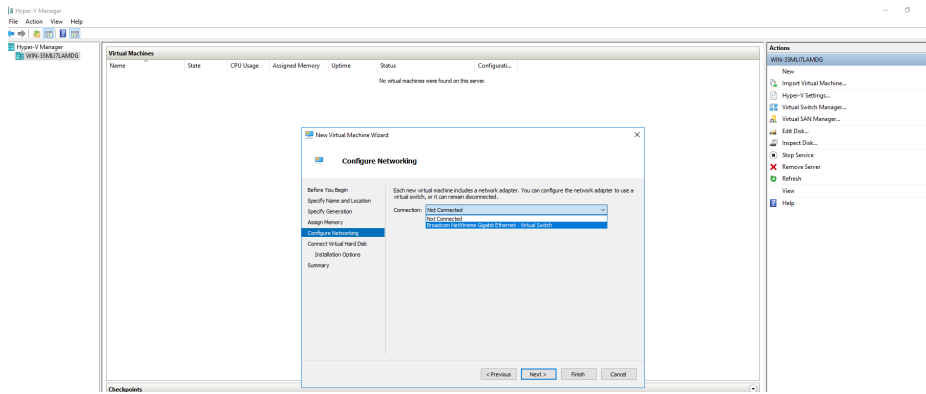 Hyper-V Manager
File Action View Help
Hyper-V Manager
WIN-35MLI7LAMDG
Virtual Machines
Name State CPU Usage Assigned Memory Uptime Status Configurati...
No virtual machines were found on this server.
New Virtual Machine Wizard
Configure Networking
Before You Begin
Specify Name and Location
Specify Generation
Assign Memory
Configure Networking
Connect Virtual Hard Disk
Installation Options
Summary
Each new virtual machine includes a network adapter. You can configure the network adapter to use a
virtual switch, or it can remain disconnected.
Connection: Not Connected
Not Connected
Broadcom NetXtreme Gigabit Ethernet - Virtual Switch
< Previous Next > Finish Cancel
Checkpoints
Actions
WIN-35MLI7LAMDG
New
Import Virtual Machine...
Hyper-V Settings...
Virtual Switch Manager...
Virtual SAN Manager...
Edit Disk...
Inspect Disk...
Stop Service
Remove Server
Refresh
View
Help